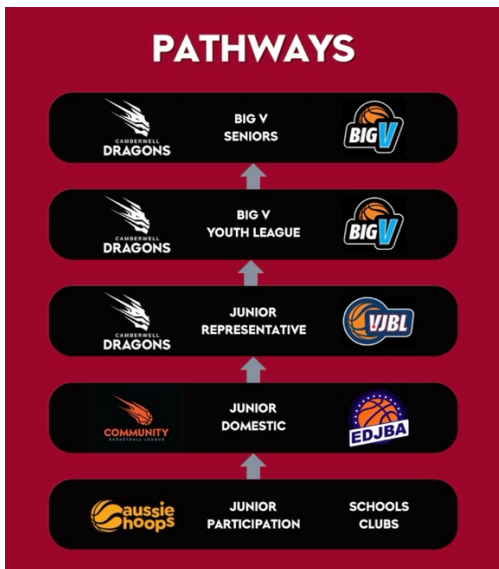 PATHWAYS
CAMBERWELL
DRAGONS
BIG V
SENIORS
BIG V
CAMBERWELL
DRAGONS
BIG V
YOUTH LEAGUE
BIG V
CAMBERWELL
DRAGONS
JUNIOR
REPRESENTATIVE
VJBL
COMMUNITY
BASKETBALL LEAGUE
JUNIOR
DOMESTIC
EDJBA
aussie
hoops
JUNIOR
PARTICIPATION
SCHOOLS
CLUBS